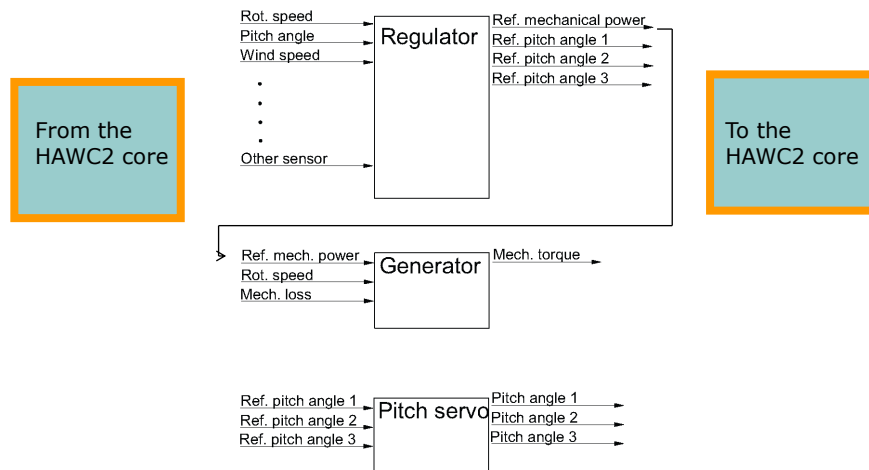 Rot. speed
Pitch angle
Wind speed
Other sensor
Regulator
Ref. mechanical power
Ref. pitch angle 1
Ref. pitch angle 2
Ref. pitch angle 3
From the
HAWC2 core
To the
HAWC2 core
Ref. mech. power
Rot. speed
Mech. loss
Generator
Mech. torque
Ref. pitch angle 1
Ref. pitch angle 2
Ref. pitch angle 3
Pitch servo
Pitch angle 1
Pitch angle 2
Pitch angle 3